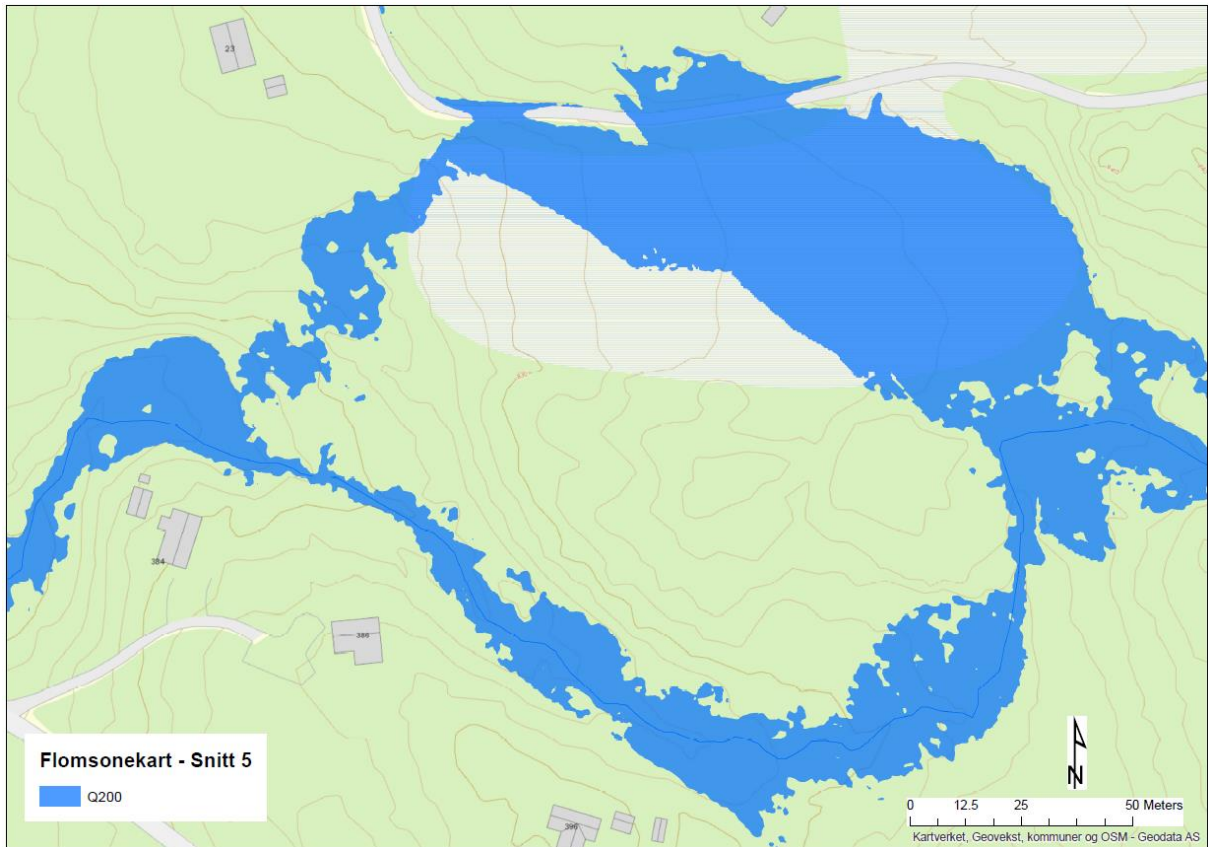 23
384
386
396
Flomsonekart - Snitt 5
Q200
N
0 12.5 25 50 Meters
Kartverket, Geovekst, kommuner og OSM - Geodata AS